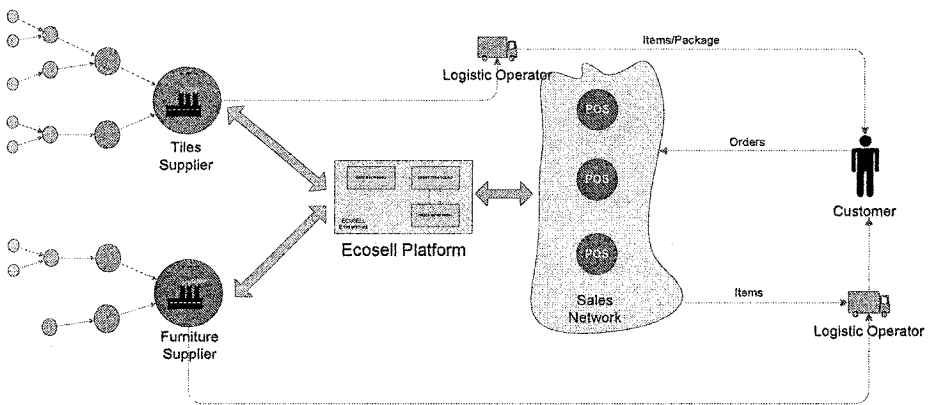 Items/Package
Logistic Operator
POS
Tiles
Supplier
Orders
POS
ECOSELL
Customer
Ecosell Platform
POS
Items
Sales
Network
Furniture
Supplier
Logistic Operator